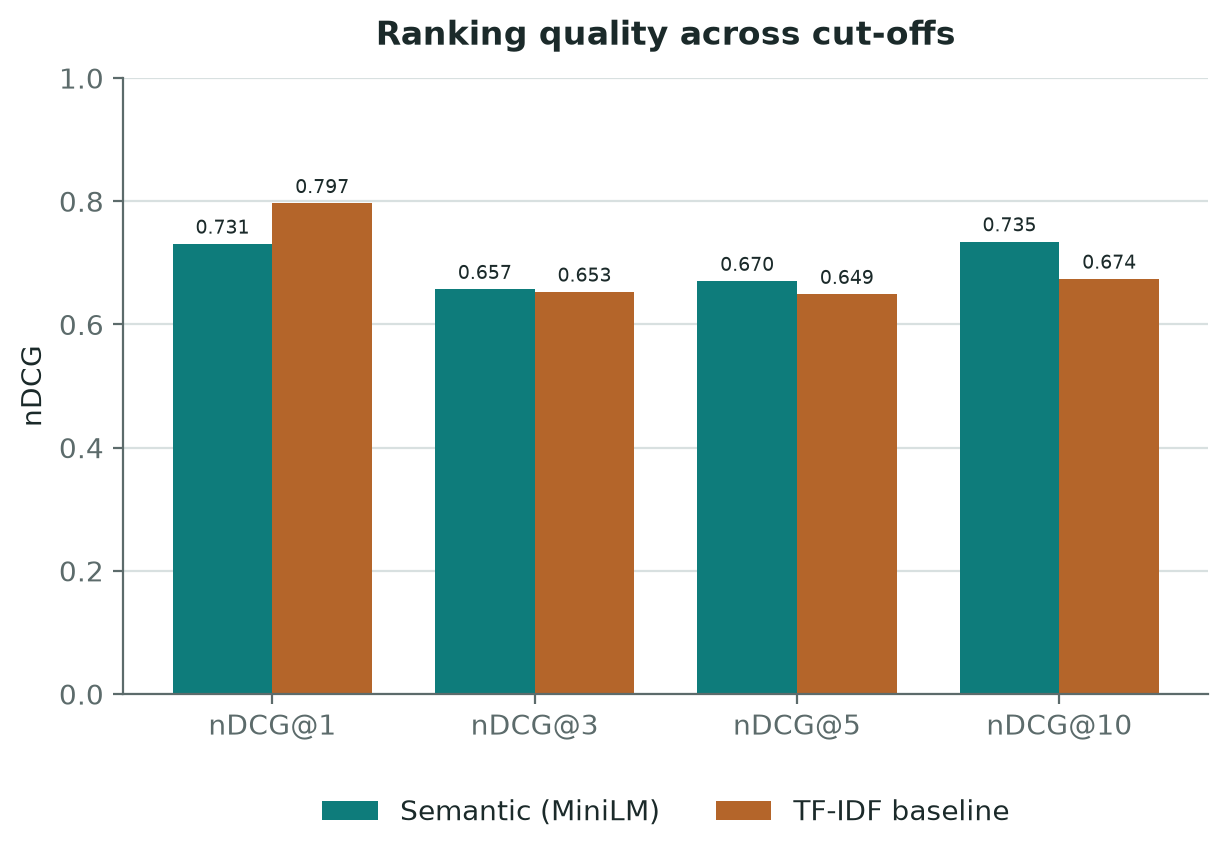 Ranking quality across cut-offs
nDCG
1.0
0.8
0.6
0.4
0.2
0.0
0.731
0.797
0.657
0.653
0.670
0.649
0.735
0.674
nDCG@1
nDCG@3
nDCG@5
nDCG@10
Semantic (MiniLM)
TF-IDF baseline